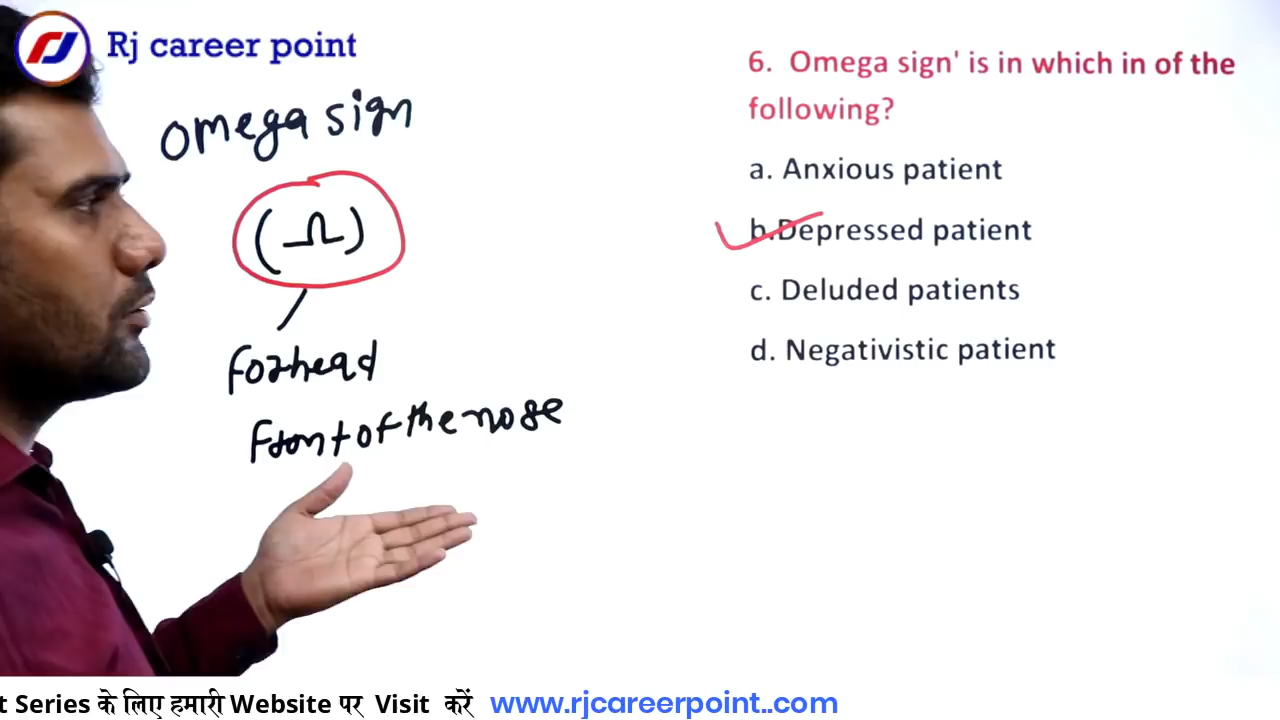 Rj career point
Omega sign
(Ω)
Forhead
Front of the nose
6. Omega sign' is in which in of the
following?
a. Anxious patient
b.Depressed patient
c. Deluded patients
d. Negativistic patient
t Series के लिए हमारी Website पर Visit करें www.rjcareerpoint..com